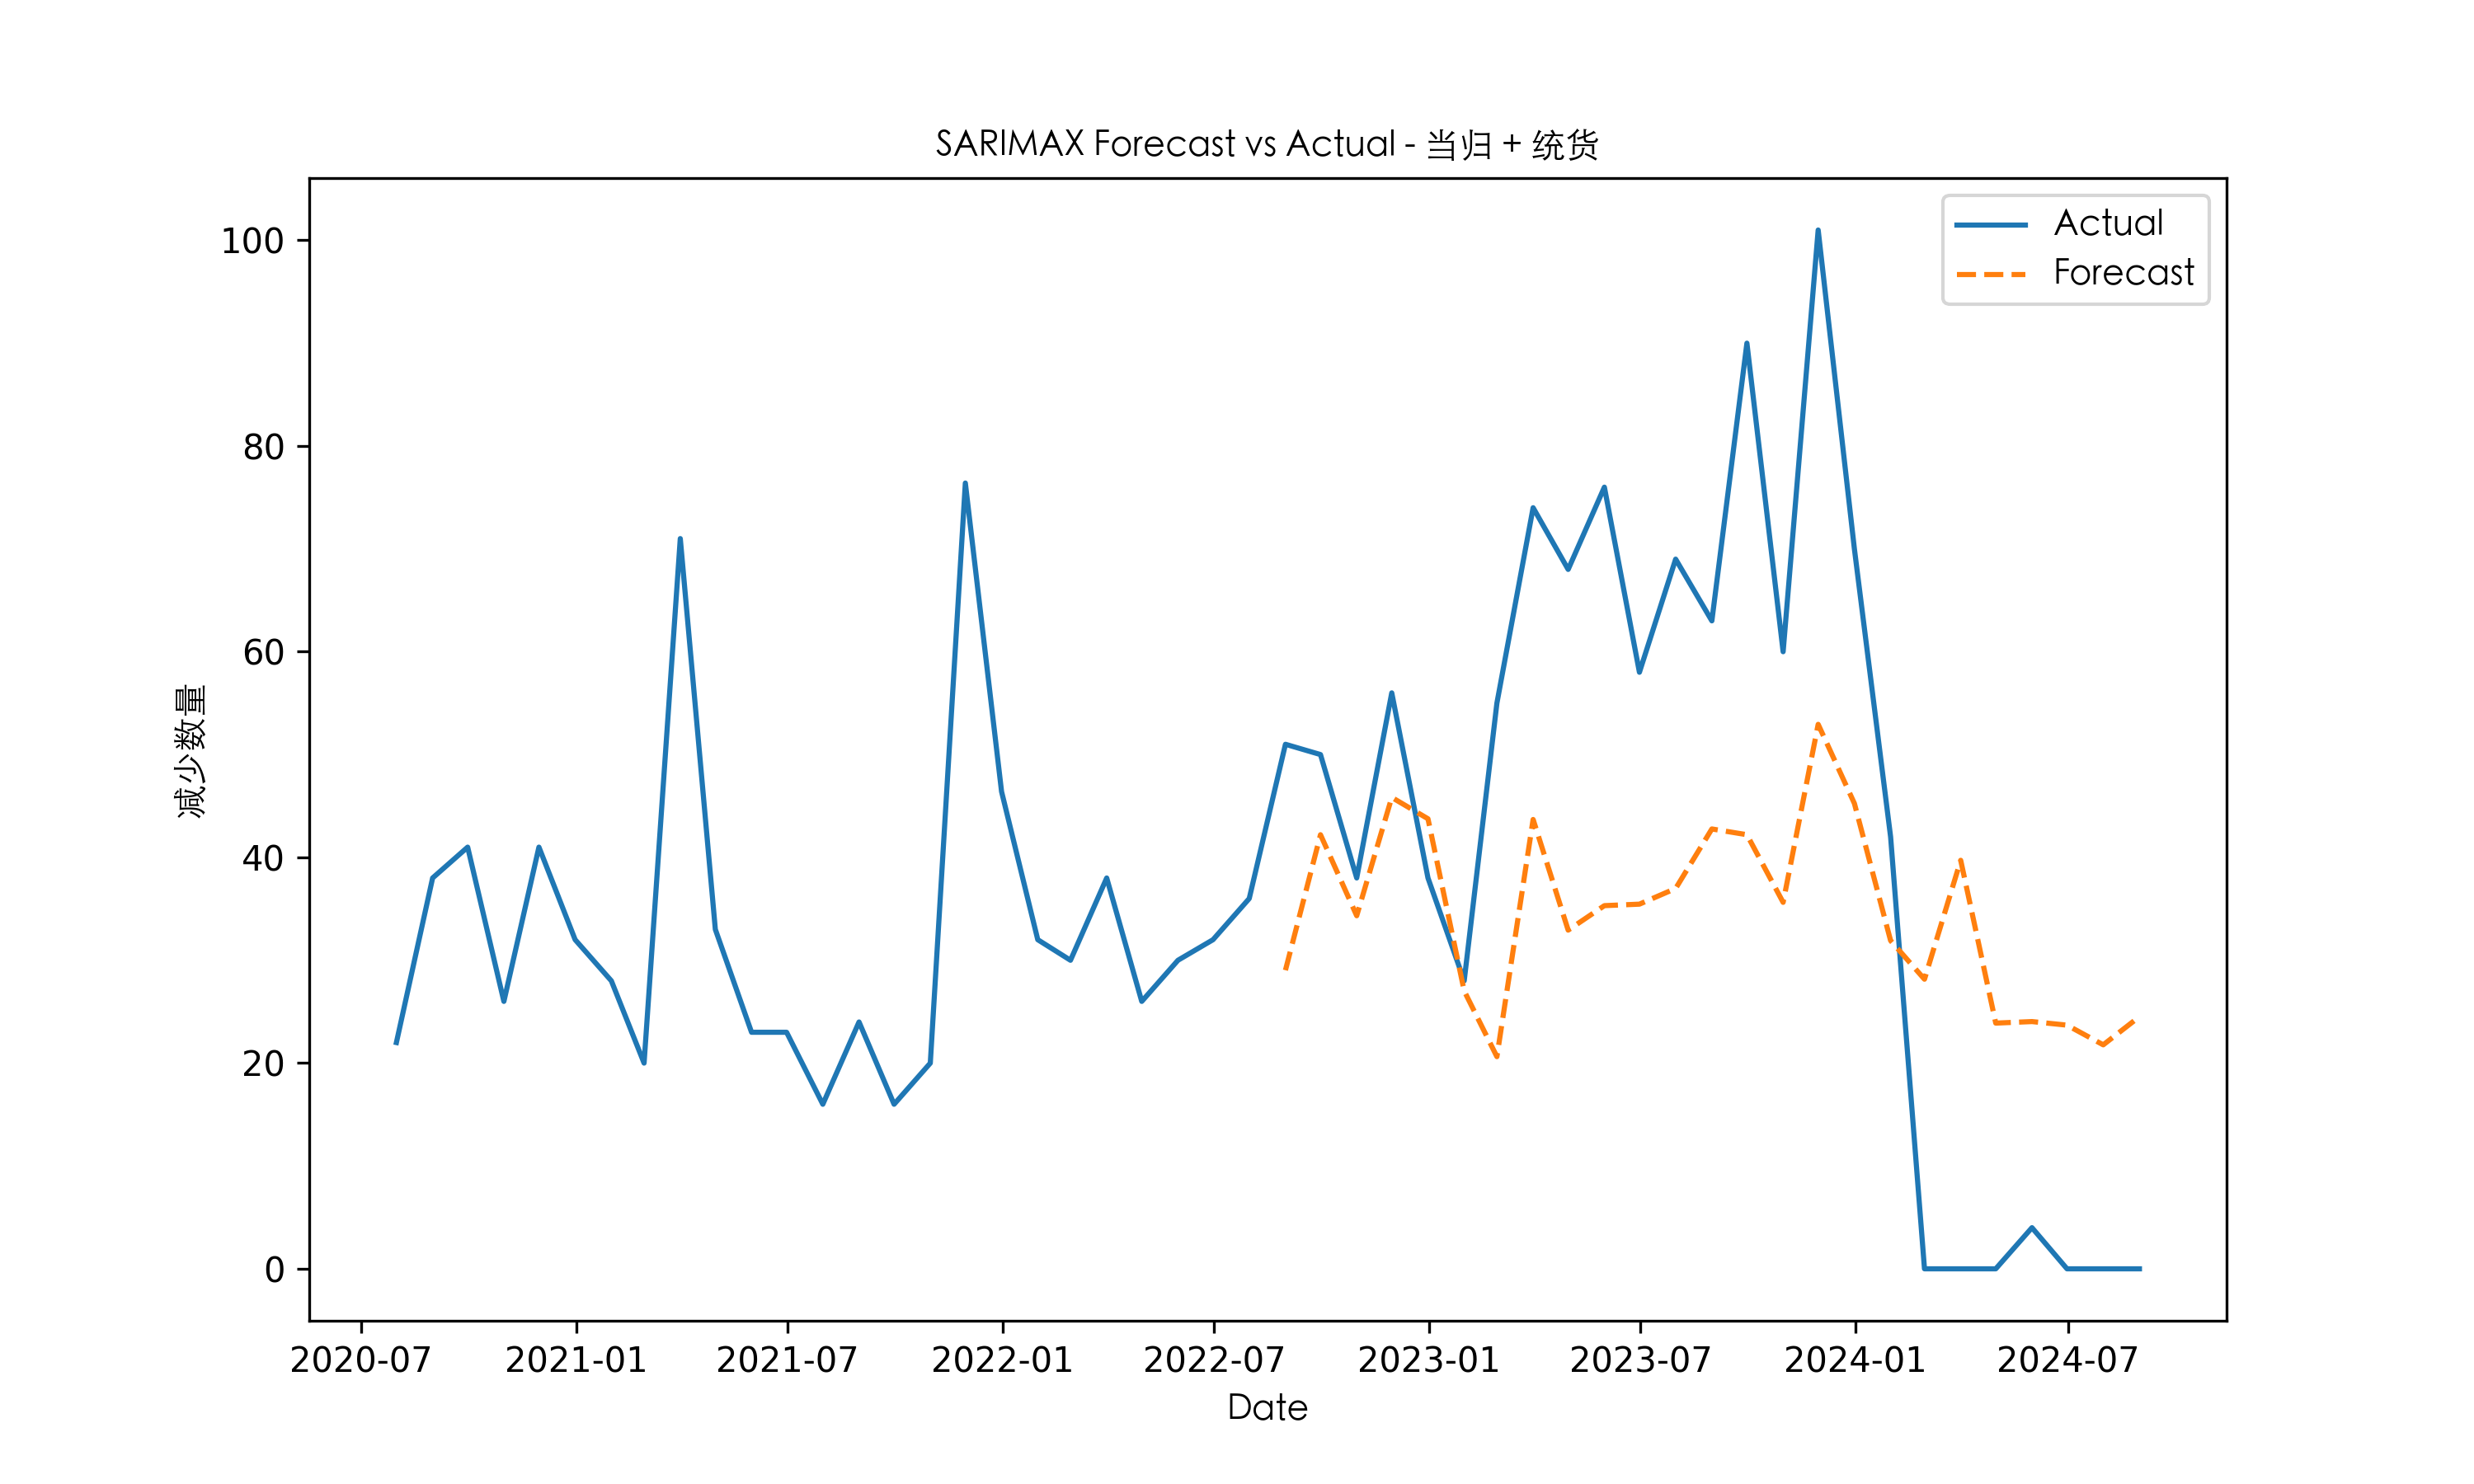 SARIMAX Forecast vs Actual - 当归 + 统货
Actual
Forecast
100
80
60
40
20
0
减少数量
2020-07 2021-01 2021-07 2022-01 2022-07 2023-01 2023-07 2024-01 2024-07
Date